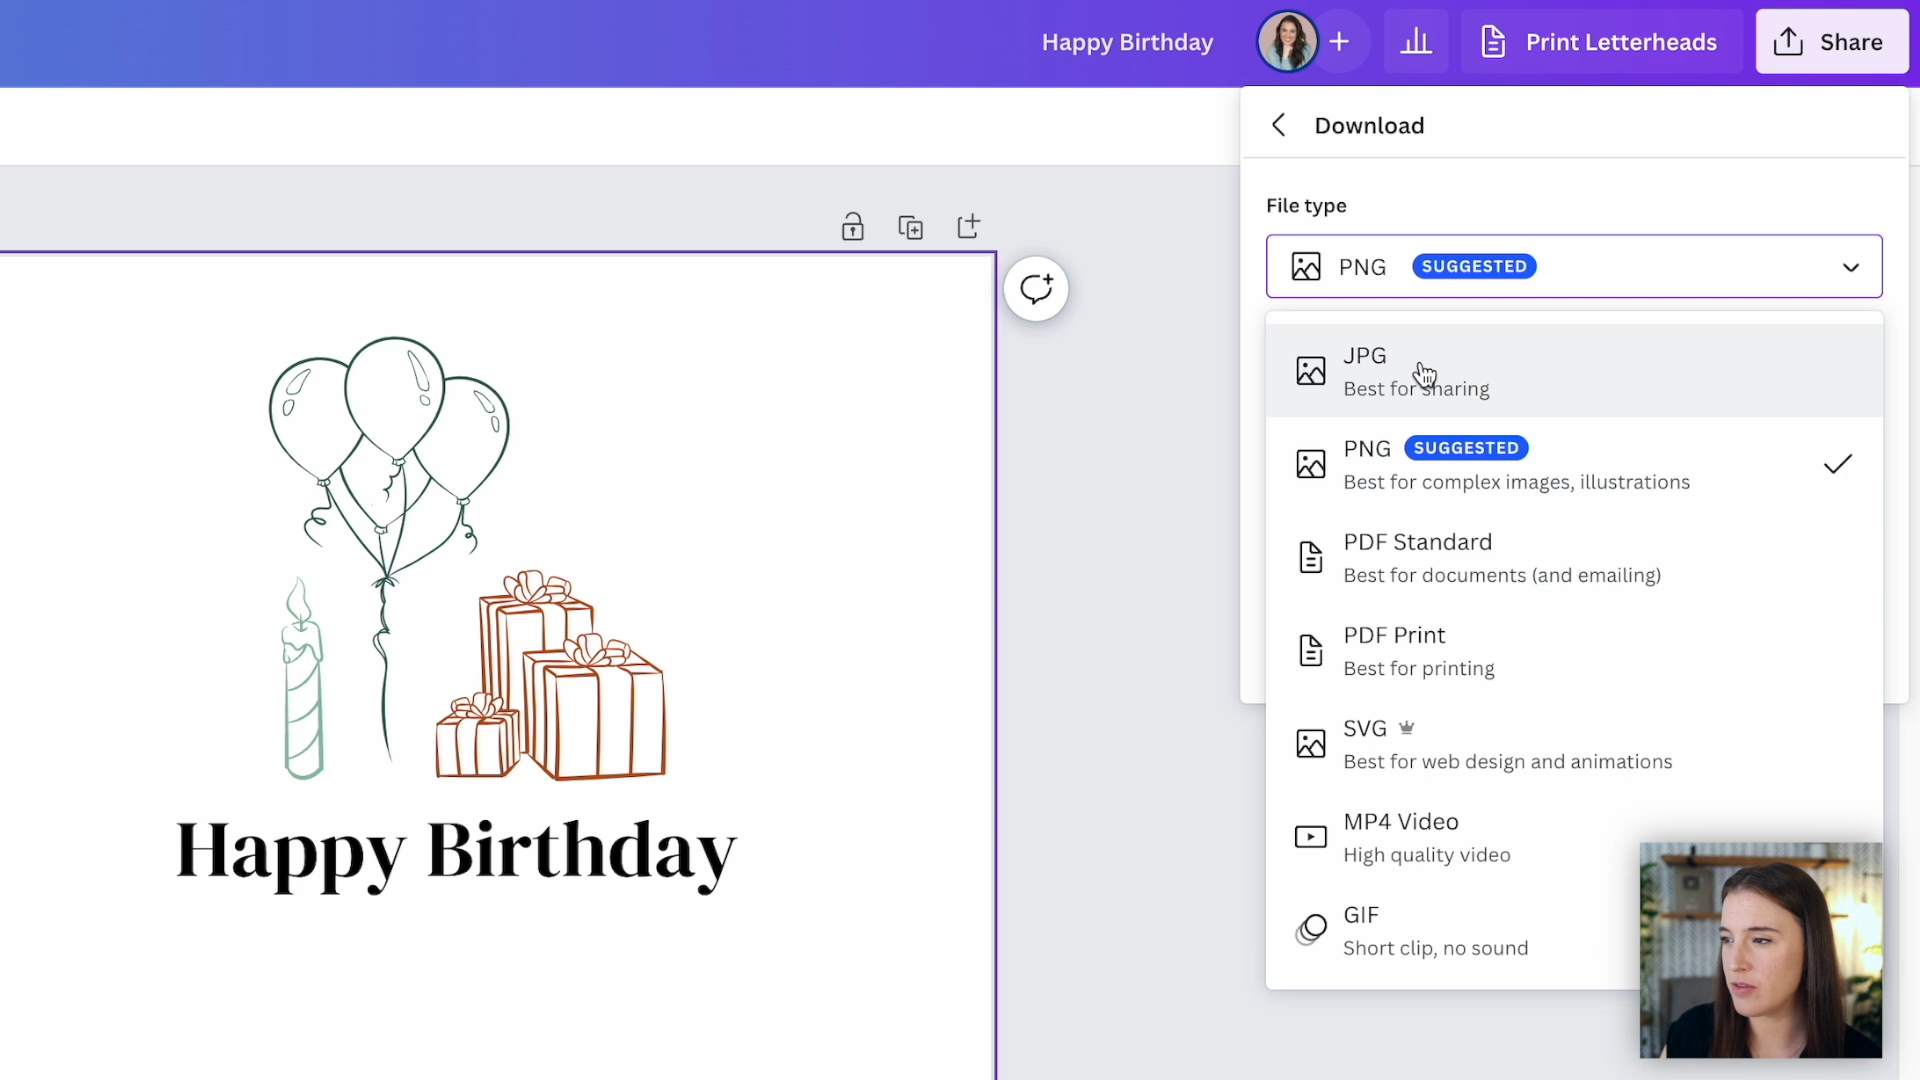 Happy Birthday
Print Letterheads
Share
Download
File type
PNG SUGGESTED
JPG
Best for sharing
PNG SUGGESTED
Best for complex images, illustrations
PDF Standard
Best for documents (and emailing)
PDF Print
Best for printing
SVG
Best for web design and animations
MP4 Video
High quality video
GIF
Short clip, no sound
Happy Birthday